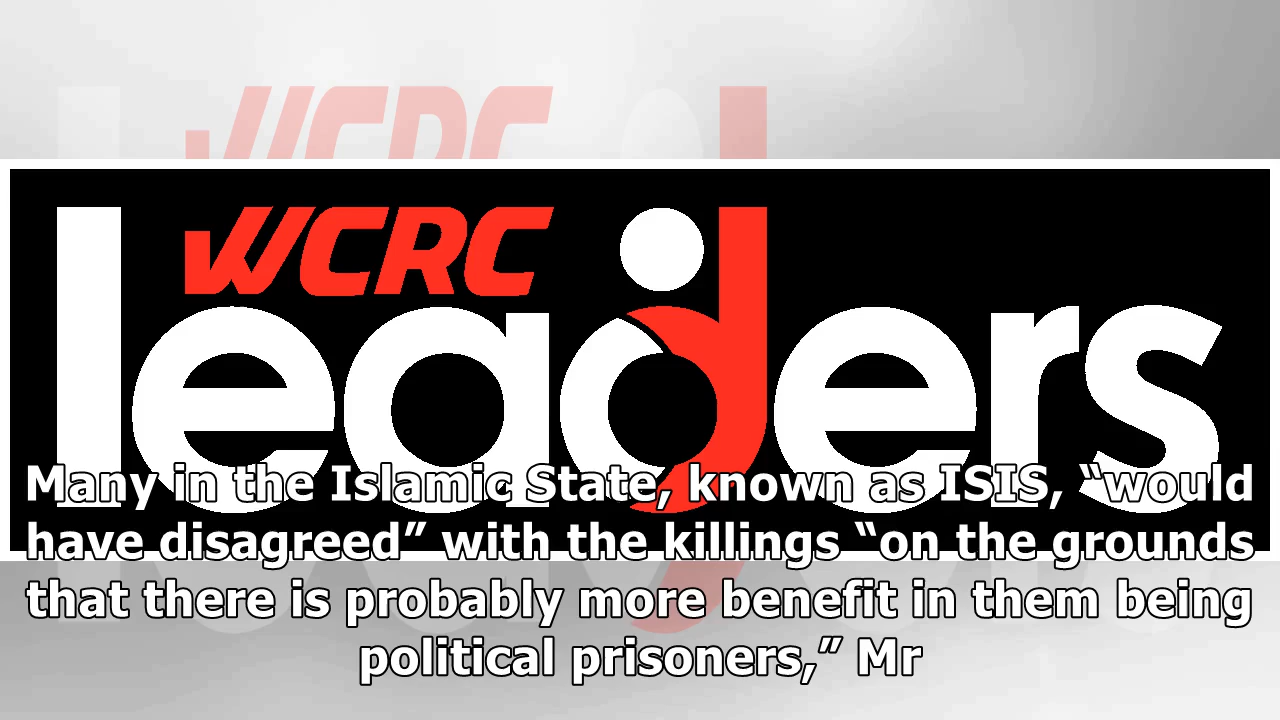 WCRC
leaders
Many in the Islamic State, known as ISIS, “would
have disagreed” with the killings “on the grounds
that there is probably more benefit in them being
political prisoners,” Mr